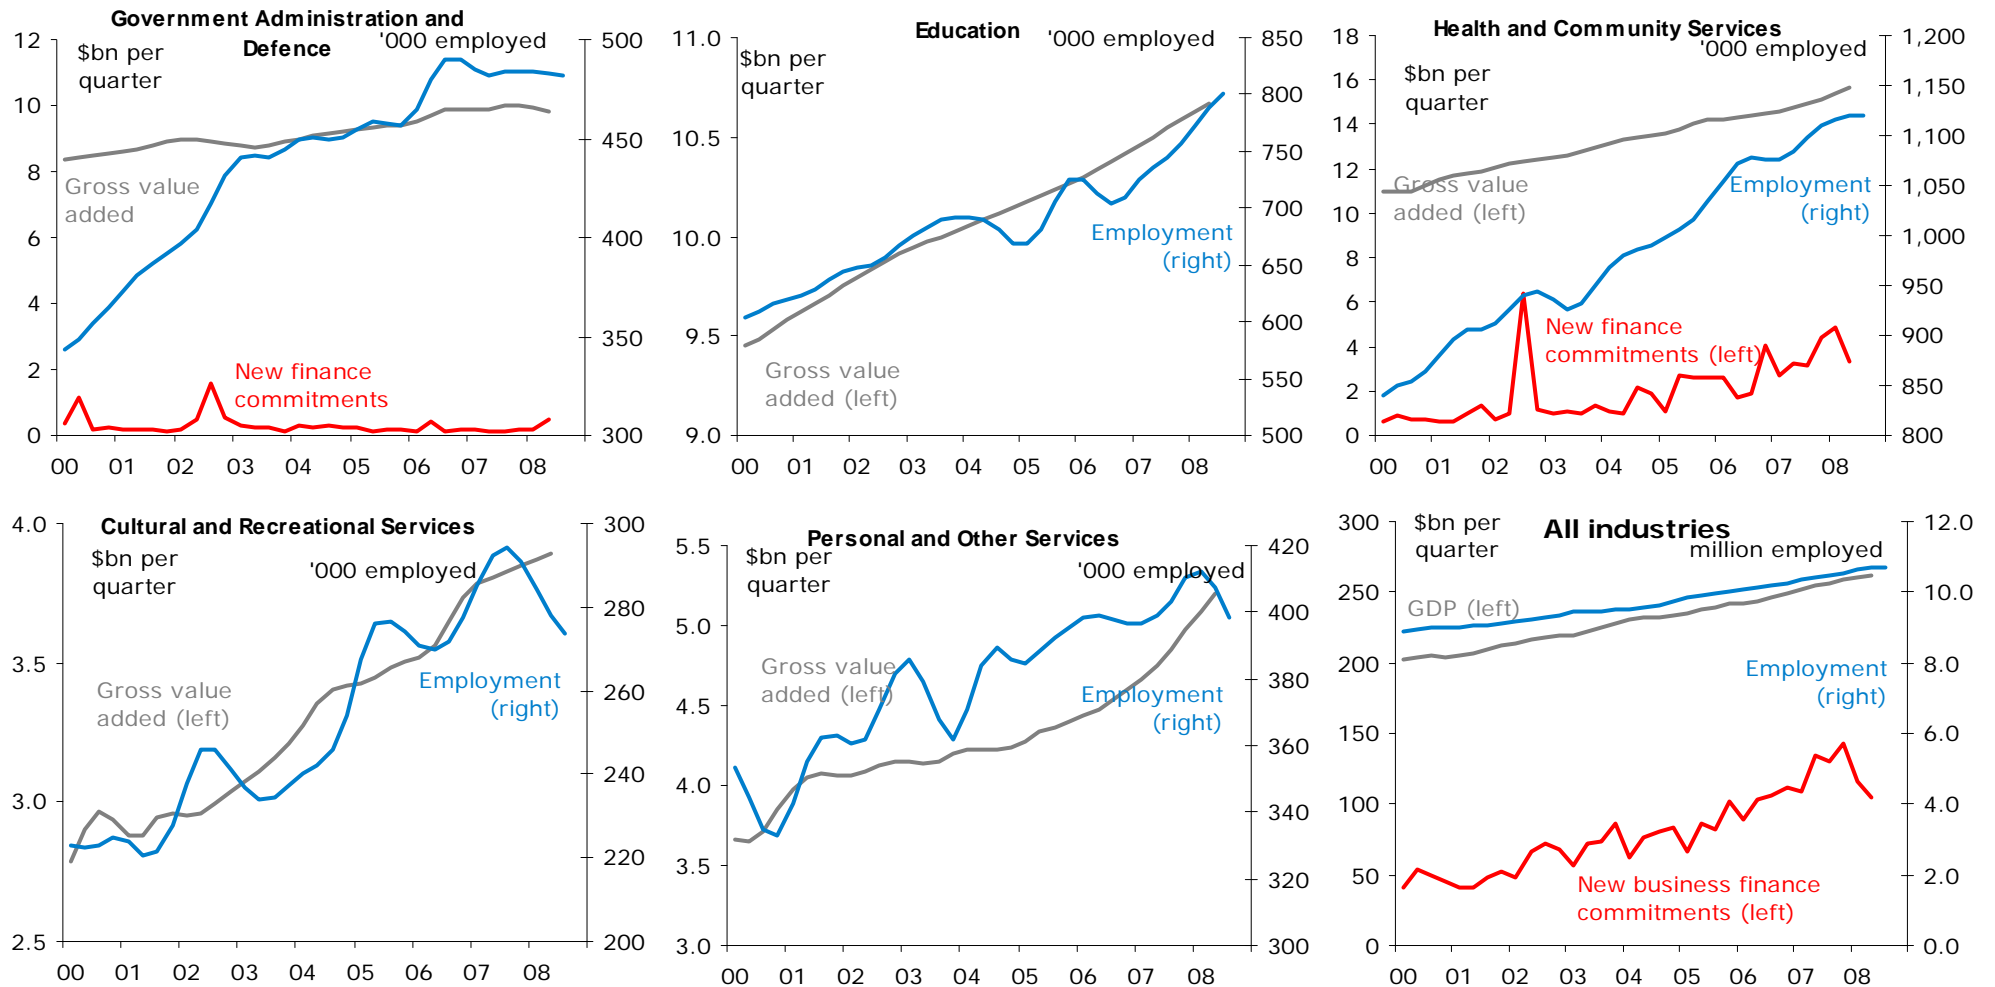 Government Administration and
Defence
$bn per
quarter
'000 employed
12
10
8
6
4
2
0
500
450
400
350
300
Gross value
added
New finance
commitments
00 01 02 03 04 05 06 07 08
Education
$bn per
quarter
'000 employed
11.0
10.5
10.0
9.5
9.0
850
800
750
700
650
600
550
500
Employment
(right)
Gross value
added (left)
00 01 02 03 04 05 06 07 08
Health and Community Services
'000 employed
$bn per
quarter
18
16
14
12
10
8
6
4
2
0
1,200
1,150
1,100
1,050
1,000
950
900
850
800
Gross value
added (left)
Employment
(right)
New finance
commitments (left)
00 01 02 03 04 05 06 07 08
Cultural and Recreational Services
$bn per
quarter
'000 employed
4.0
3.5
3.0
2.5
300
280
260
240
220
200
Gross value
added (left)
Employment
(right)
00 01 02 03 04 05 06 07 08
Personal and Other Services
$bn per
quarter
'000 employed
5.5
5.0
4.5
4.0
3.5
3.0
420
400
380
360
340
320
300
Gross value
added (left)
Employment
(right)
00 01 02 03 04 05 06 07 08
All industries
$bn per
quarter
million employed
300
250
200
150
100
50
0
12.0
10.0
8.0
6.0
4.0
2.0
0.0
GDP (left)
Employment
(right)
New business finance
commitments (left)
00 01 02 03 04 05 06 07 08